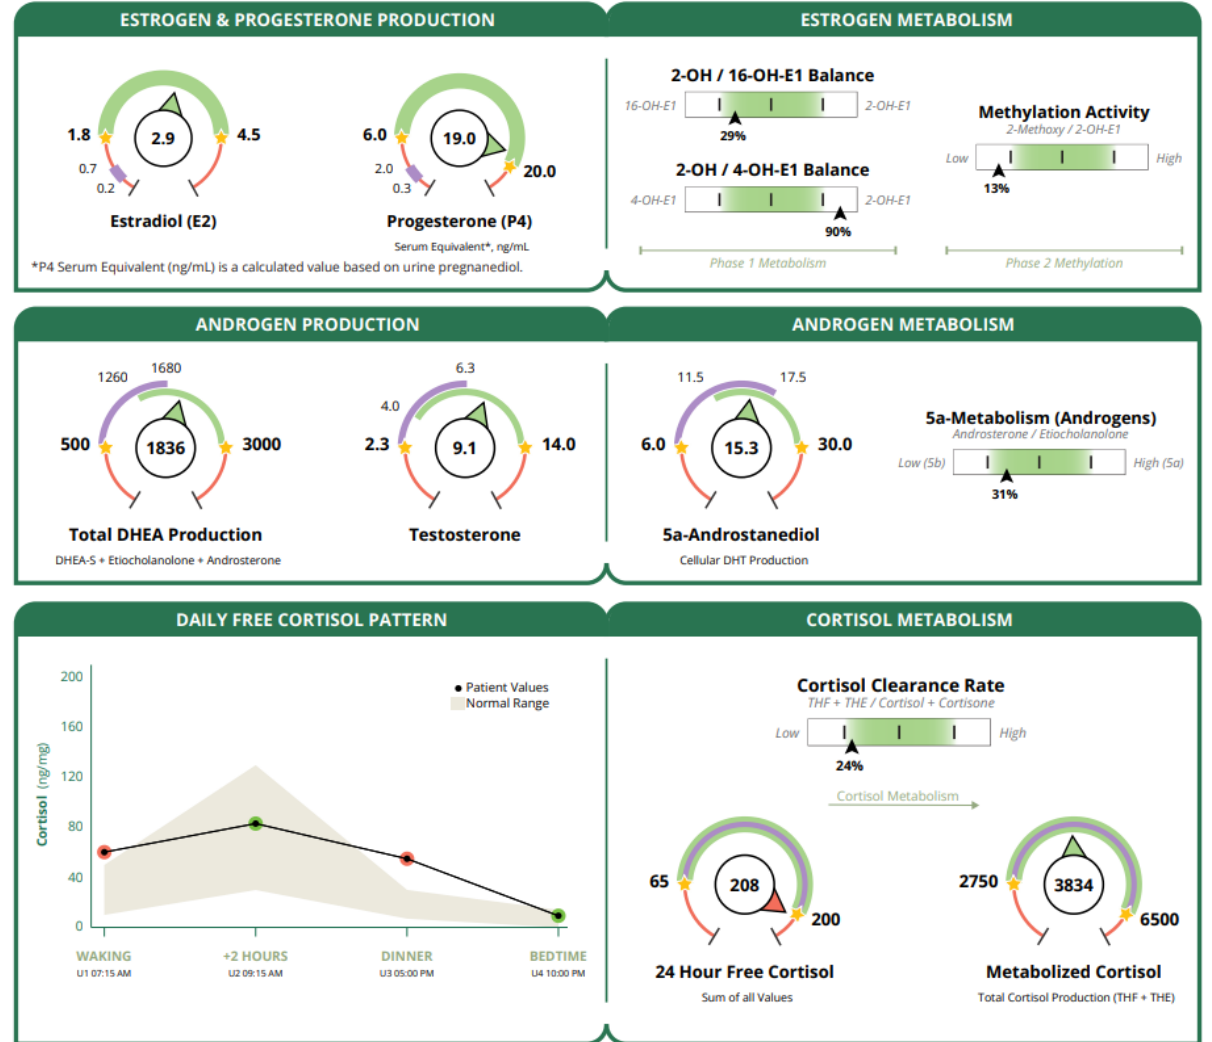 ESTROGEN & PROGESTERONE PRODUCTION
1.8
2.9
4.5
0.7
0.2
Estradiol (E2)
6.0
19.0
20.0
2.0
0.3
Progesterone (P4)
Serum Equivalent*, ng/mL
*P4 Serum Equivalent (ng/mL) is a calculated value based on urine pregnanediol.
ESTROGEN METABOLISM
2-OH / 16-OH-E1 Balance
16-OH-E1
2-OH-E1
29%
2-OH / 4-OH-E1 Balance
4-OH-E1
2-OH-E1
90%
Phase 1 Metabolism
Methylation Activity
2-Methoxy / 2-OH-E1
Low
High
13%
Phase 2 Methylation
ANDROGEN PRODUCTION
1260
1680
500
1836
3000
Total DHEA Production
DHEA-S + Etiocholanolone + Androsterone
6.3
4.0
2.3
9.1
14.0
Testosterone
ANDROGEN METABOLISM
11.5
17.5
6.0
15.3
30.0
5a-Androstanediol
Cellular DHT Production
5a-Metabolism (Androgens)
Androsterone / Etiocholanolone
Low (5b)
High (5a)
31%
DAILY FREE CORTISOL PATTERN
Cortisol (ng/mg)
200
160
120
80
40
0
Patient Values
Normal Range
WAKING
U1 07:15 AM
+2 HOURS
U2 09:15 AM
DINNER
U3 05:00 PM
BEDTIME
U4 10:00 PM
CORTISOL METABOLISM
Cortisol Clearance Rate
THF + THE / Cortisol + Cortisone
Low
High
24%
Cortisol Metabolism
65
208
200
24 Hour Free Cortisol
Sum of all Values
2750
3834
6500
Metabolized Cortisol
Total Cortisol Production (THF + THE)